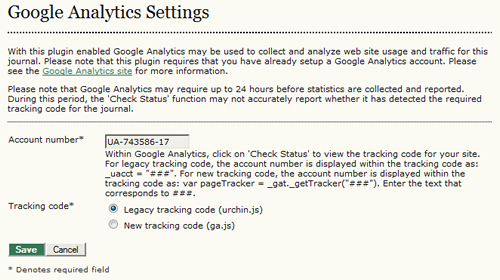 Google Analytics Settings
With this plugin enabled Google Analytics may be used to collect and analyze web site usage and traffic for this
journal. Please note that this plugin requires that you have already setup a Google Analytics account. Please
see the Google Analytics site for more information.
Please note that Google Analytics may require up to 24 hours before statistics are collected and reported.
During this period, the 'Check Status' function may not accurately report whether it has detected the required
tracking code for the journal.
Account number* UA-743586-17
Within Google Analytics, click on 'Check Status' to view the tracking code for your site.
For legacy tracking code, the account number is displayed within the tracking code as:
_uacct = "###". For new tracking code, the account number is displayed within the
tracking code as: var pageTracker = _gat._getTracker("###"). Enter the text that
corresponds to ###.
Tracking code* Legacy tracking code (urchin.js)
New tracking code (ga.js)
Save Cancel
* Denotes required field